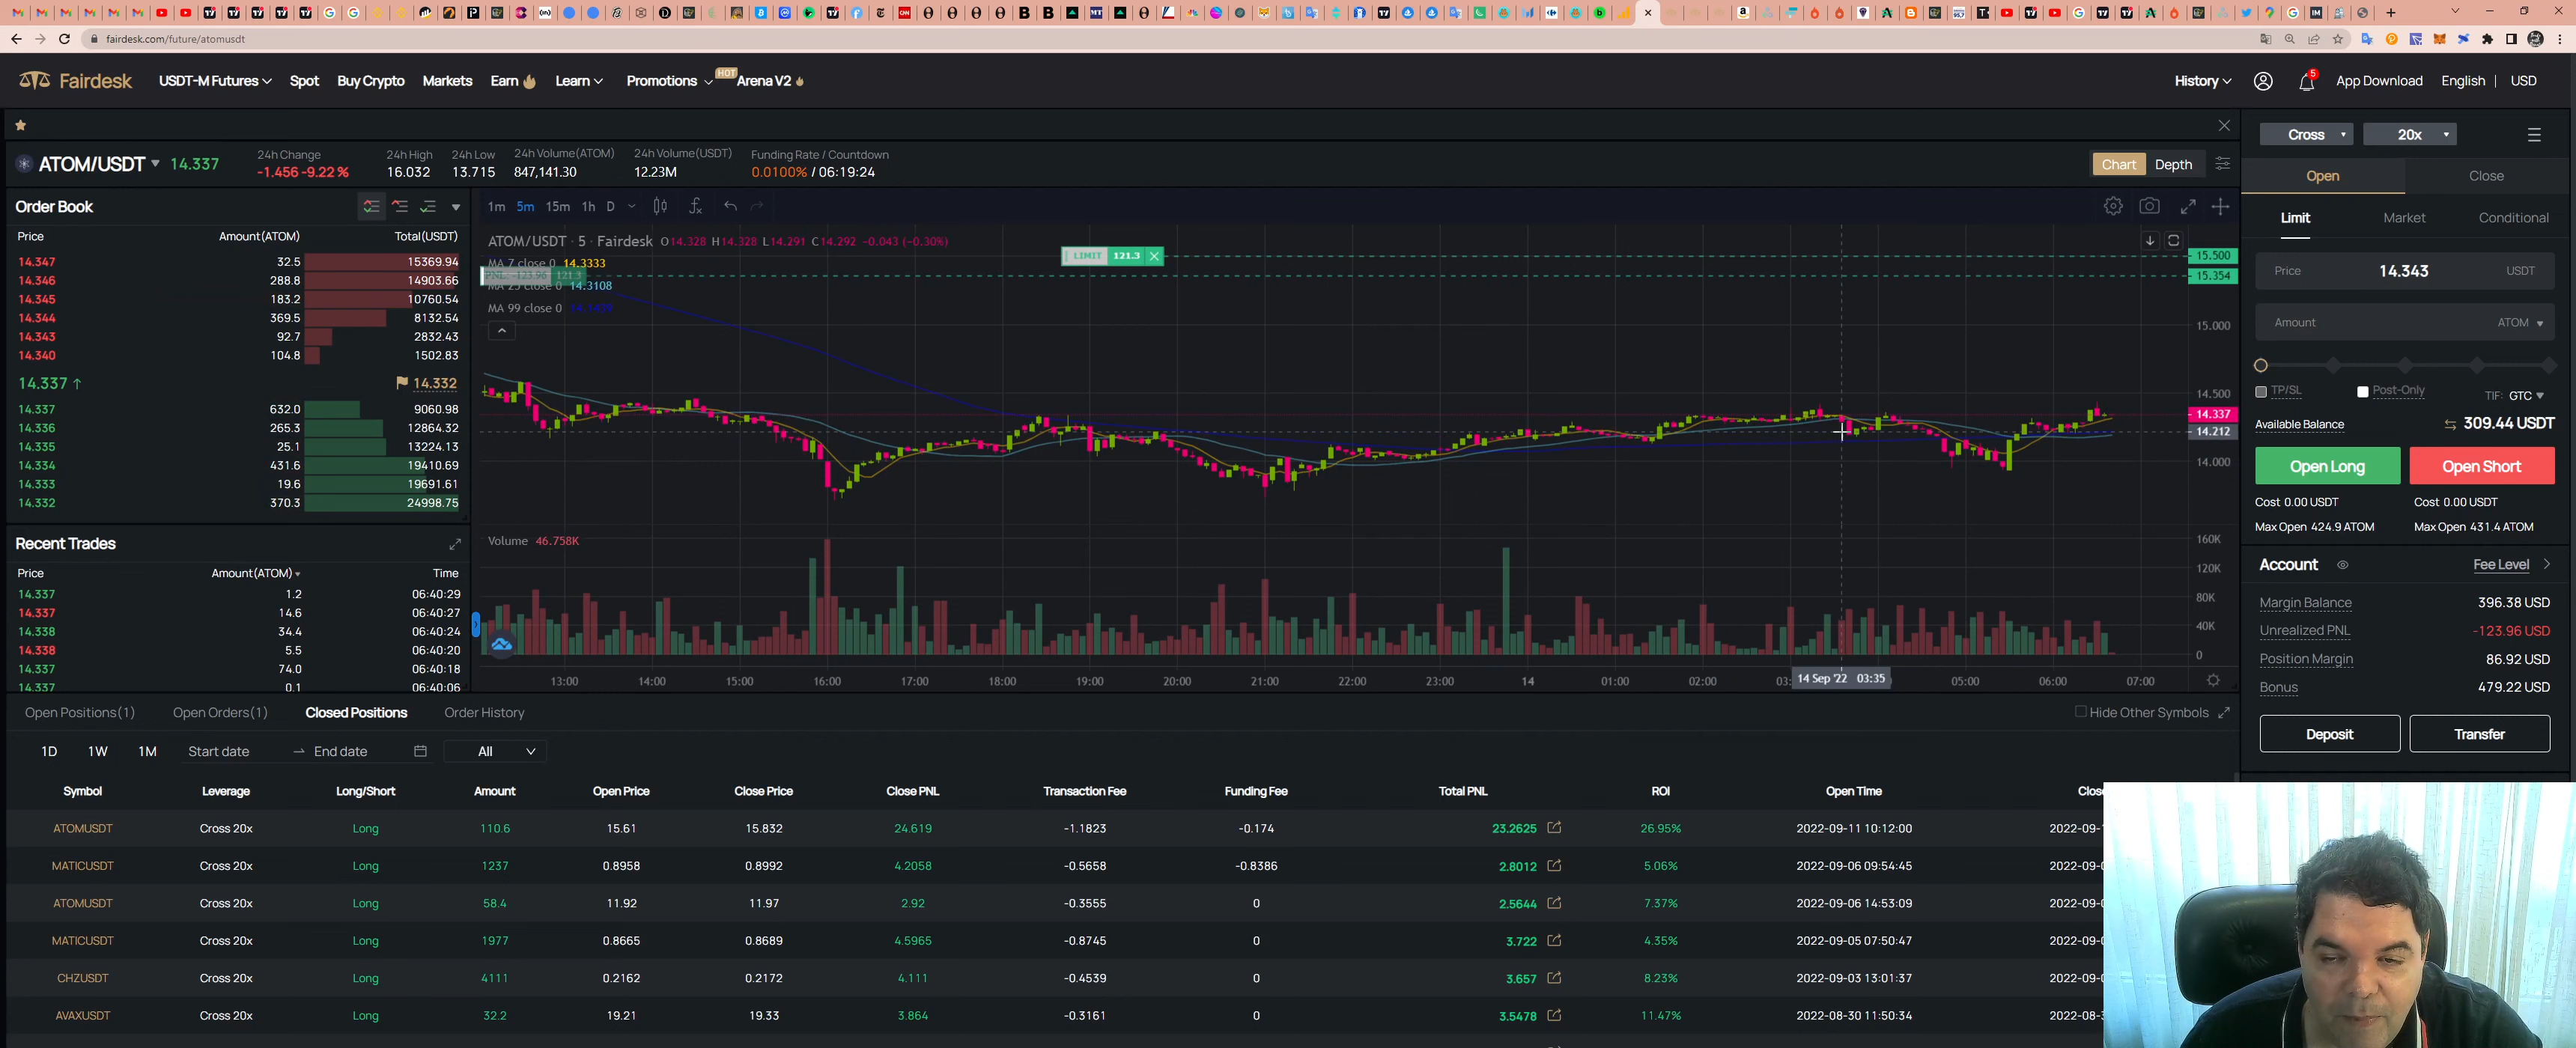 fairdesk.com/future/atomusdt
Fairdesk USDT-M Futures Spot Buy Crypto Markets Earn Learn Promotions HOT Arena V2 History 5 App Download English | USD
ATOM/USDT 14.337
24h Change -1.456 -9.22 %
24h High 16.032
24h Low 13.715
24h Volume(ATOM) 847,141.30
24h Volume(USDT) 12.23M
Funding Rate / Countdown 0.0100% / 06:19:24
Chart Depth
Order Book
Price Amount(ATOM) Total(USDT)
14.347 32.5 15369.94
14.346 288.8 14903.66
14.345 183.2 10760.54
14.344 369.5 8132.54
14.343 92.7 2832.43
14.340 104.8 1502.83
14.337 ↑ 14.332
14.337 632.0 9060.98
14.336 265.3 12864.32
14.335 25.1 13224.13
14.334 431.6 19410.69
14.333 19.6 19691.61
14.332 370.3 24998.75
Recent Trades
Price Amount(ATOM) Time
14.337 1.2 06:40:29
14.337 14.6 06:40:27
14.338 34.4 06:40:24
14.338 5.5 06:40:20
14.337 74.0 06:40:18
14.337 0.1 06:40:06
1m 5m 15m 1h D
ATOM/USDT · 5 · Fairdesk O14.328 H14.328 L14.291 C14.292 -0.043 (-0.30%)
MA 7 close 0 14.3333
PNL -123.96 121.3
MA 25 close 0 14.3108
MA 99 close 0
LIMIT 121.3
15.500
15.354
15.000
14.500
14.337
14.212
14.000
Volume 46.758K
160K
120K
80K
40K
0
13:00 14:00 15:00 16:00 17:00 18:00 19:00 20:00 21:00 22:00 23:00 14 01:00 02:00 14 Sep '22 03:35 05:00 06:00 07:00
Cross 20x
Open Close
Limit Market Conditional
Price 14.343 USDT
Amount ATOM
TP/SL Post-Only TIF: GTC
Available Balance 309.44 USDT
Open Long Open Short
Cost 0.00 USDT Cost 0.00 USDT
Max Open 424.9 ATOM Max Open 431.4 ATOM
Account Fee Level
Margin Balance 396.38 USD
Unrealized PNL -123.96 USD
Position Margin 86.92 USD
Bonus 479.22 USD
Deposit Transfer
Open Positions(1) Open Orders(1) Closed Positions Order History Hide Other Symbols
1D 1W 1M Start date → End date All
Symbol Leverage Long/Short Amount Open Price Close Price Close PNL Transaction Fee Funding Fee Total PNL ROI Open Time
ATOMUSDT Cross 20x Long 110.6 15.61 15.832 24.619 -1.1823 -0.174 23.2625 26.95% 2022-09-11 10:12:00
MATICUSDT Cross 20x Long 1237 0.8958 0.8992 4.2058 -0.5658 -0.8386 2.8012 5.06% 2022-09-06 09:54:45
ATOMUSDT Cross 20x Long 58.4 11.92 11.97 2.92 -0.3555 0 2.5644 7.37% 2022-09-06 14:53:09
MATICUSDT Cross 20x Long 1977 0.8665 0.8689 4.5965 -0.8745 0 3.722 4.35% 2022-09-05 07:50:47
CHZUSDT Cross 20x Long 4111 0.2162 0.2172 4.111 -0.4539 0 3.657 8.23% 2022-09-03 13:01:37
AVAXUSDT Cross 20x Long 32.2 19.21 19.33 3.864 -0.3161 0 3.5478 11.47% 2022-08-30 11:50:34